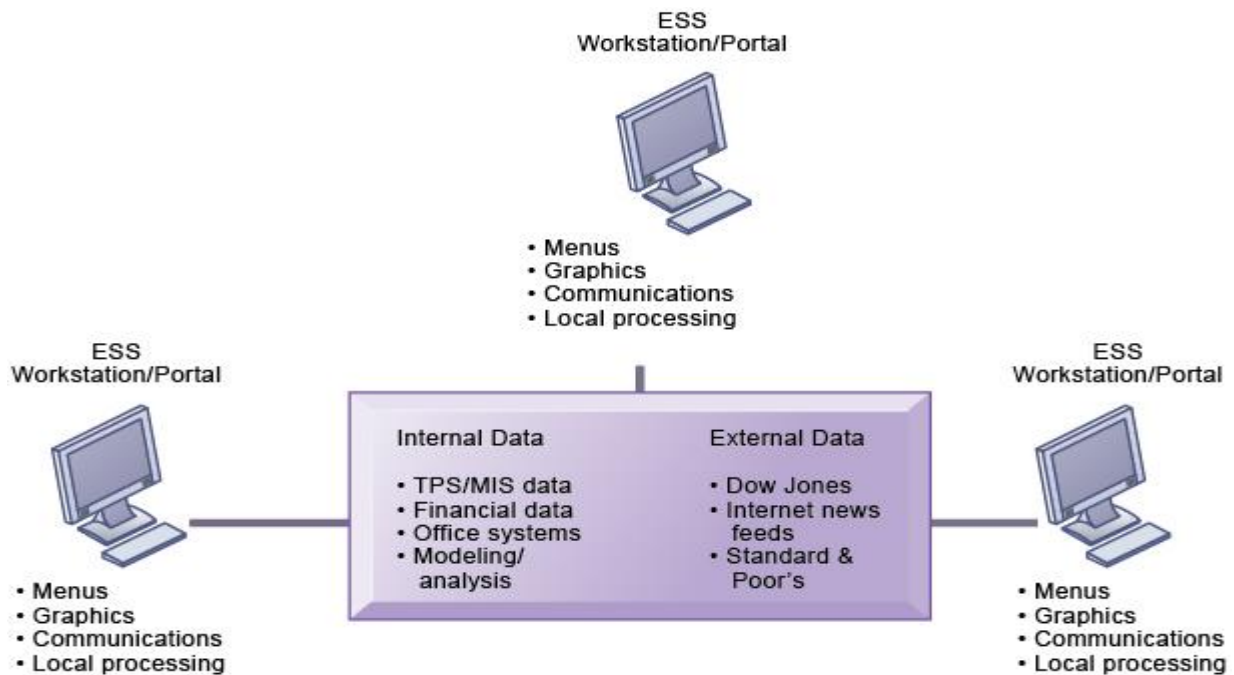 ESS
Workstation/Portal
• Menus
• Graphics
• Communications
• Local processing
ESS
Workstation/Portal
• Menus
• Graphics
• Communications
• Local processing
Internal Data
• TPS/MIS data
• Financial data
• Office systems
• Modeling/
analysis
External Data
• Dow Jones
• Internet news
feeds
• Standard &
Poor's
ESS
Workstation/Portal
• Menus
• Graphics
• Communications
• Local processing